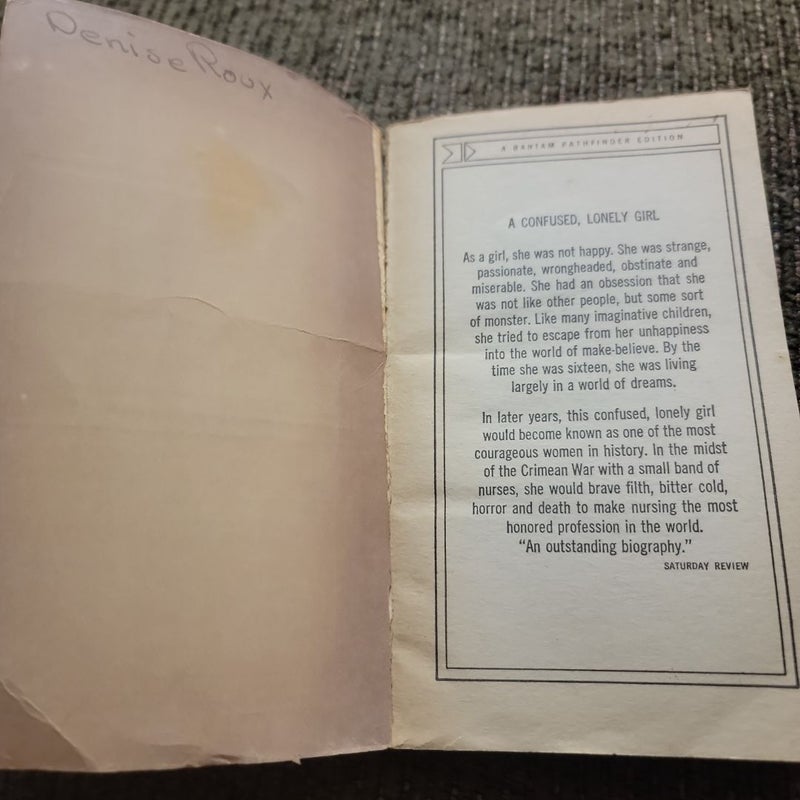 Denise Roux
A BANTAM PATHFINDER EDITION
A CONFUSED, LONELY GIRL
As a girl, she was not happy. She was strange,
passionate, wrongheaded, obstinate and
miserable. She had an obsession that she
was not like other people, but some sort
of monster. Like many imaginative children,
she tried to escape from her unhappiness
into the world of make-believe. By the
time she was sixteen, she was living
largely in a world of dreams.
In later years, this confused, lonely girl
would become known as one of the most
courageous women in history. In the midst
of the Crimean War with a small band of
nurses, she would brave filth, bitter cold,
horror and death to make nursing the most
honored profession in the world.
“An outstanding biography.”
SATURDAY REVIEW